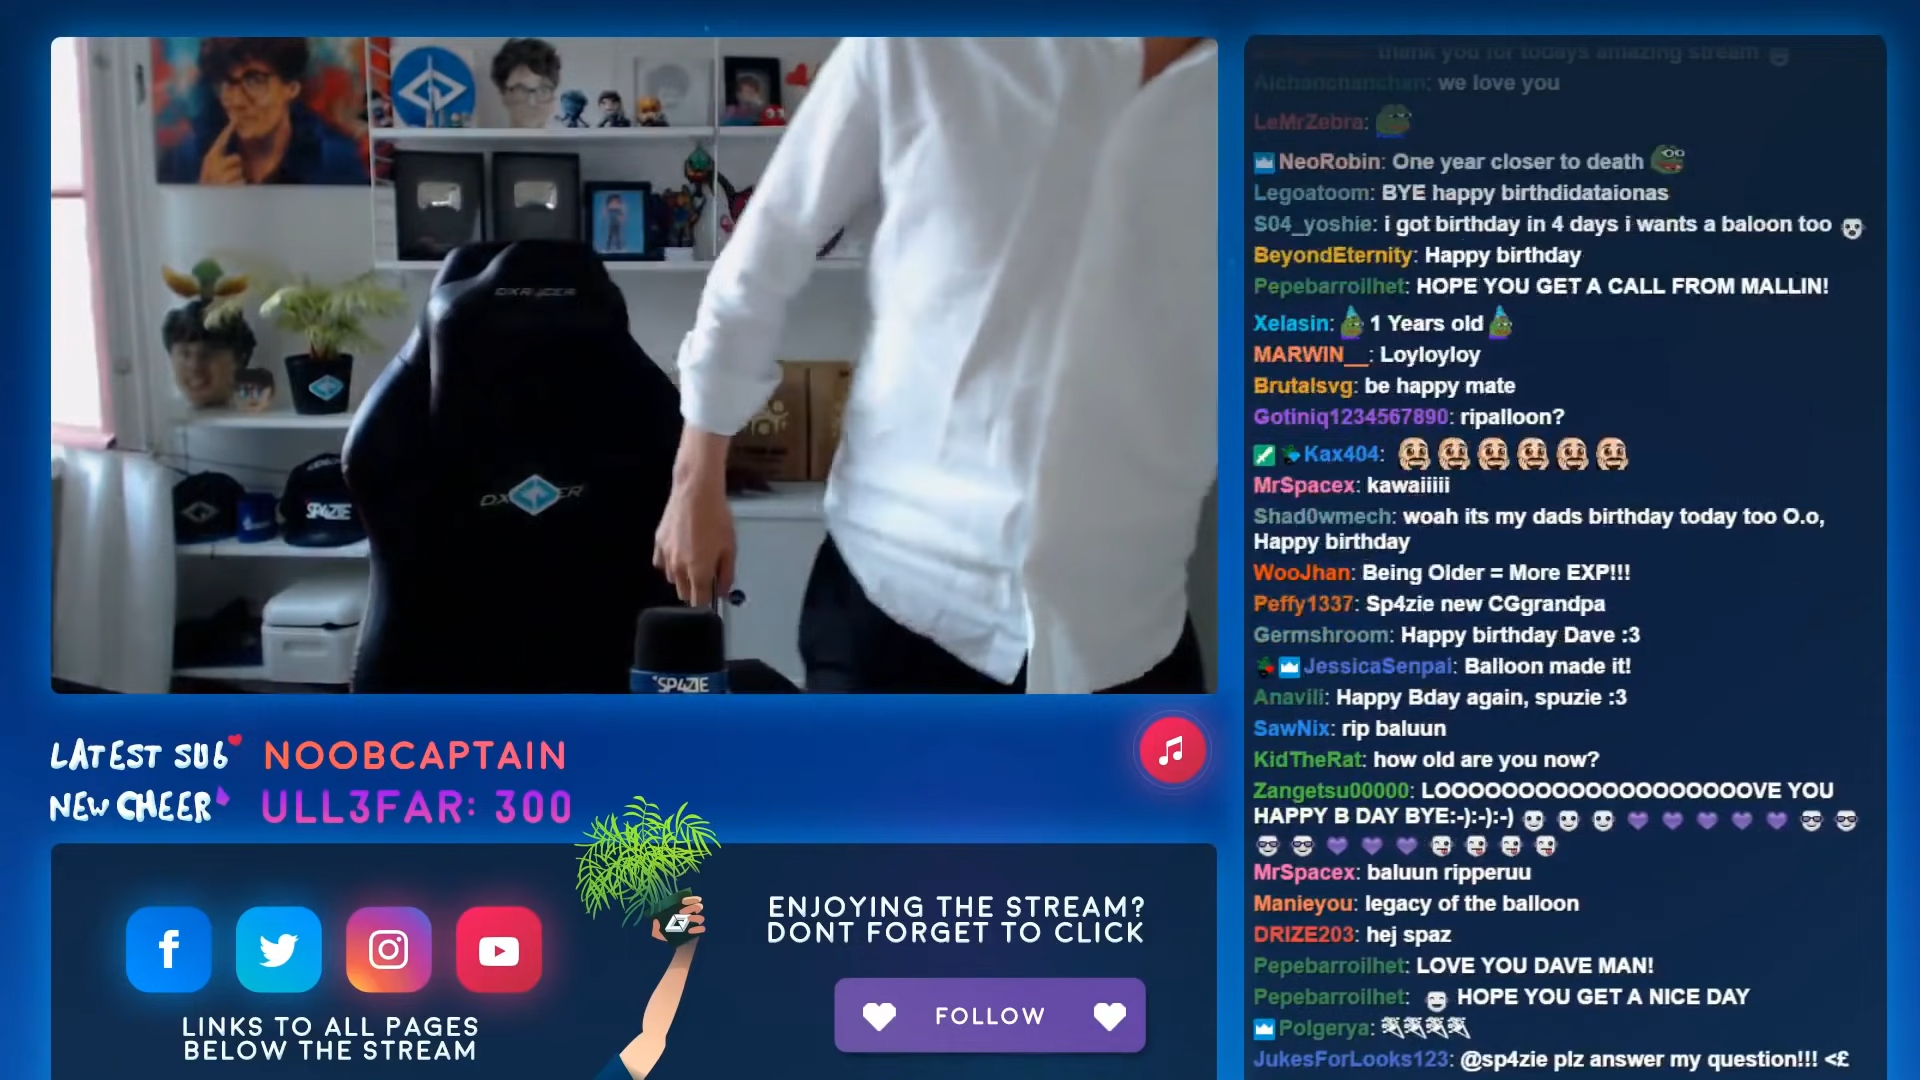 thank you for todays amazing stream
Aichanchanchan: we love you
LeMrZebra:
NeoRobin: One year closer to death
Legoatoom: BYE happy birthdidataionas
S04_yoshie: i got birthday in 4 days i wants a baloon too
BeyondEternity: Happy birthday
Pepebarroilhet: HOPE YOU GET A CALL FROM MALLIN!
Xelasin: 1 Years old
MARWIN__: Loyloyloy
Brutalsvg: be happy mate
Gotiniq1234567890: ripalloon?
Kax404:
MrSpacex: kawaiiiii
Shad0wmech: woah its my dads birthday today too O.o,
Happy birthday
WooJhan: Being Older = More EXP!!!
Peffy1337: Sp4zie new CGgrandpa
Germshroom: Happy birthday Dave :3
JessicaSenpai: Balloon made it!
Anavili: Happy Bday again, spuzie :3
SawNix: rip baluun
KidTheRat: how old are you now?
Zangetsu00000: LOOOOOOOOOOOOOOOOOOOVE YOU
HAPPY B DAY BYE:-):-):-)
MrSpacex: baluun ripperuu
Manieyou: legacy of the balloon
DRIZE203: hej spaz
Pepebarroilhet: LOVE YOU DAVE MAN!
Pepebarroilhet: HOPE YOU GET A NICE DAY
Polgerya:
JukesForLooks123: @sp4zie plz answer my question!!! <£
DXRACER
SP4ZIE
SP4ZIE
LATEST SUB NOOBCAPTAIN
NEW CHEER ULL3FAR: 300
LINKS TO ALL PAGES
BELOW THE STREAM
ENJOYING THE STREAM?
DONT FORGET TO CLICK
FOLLOW